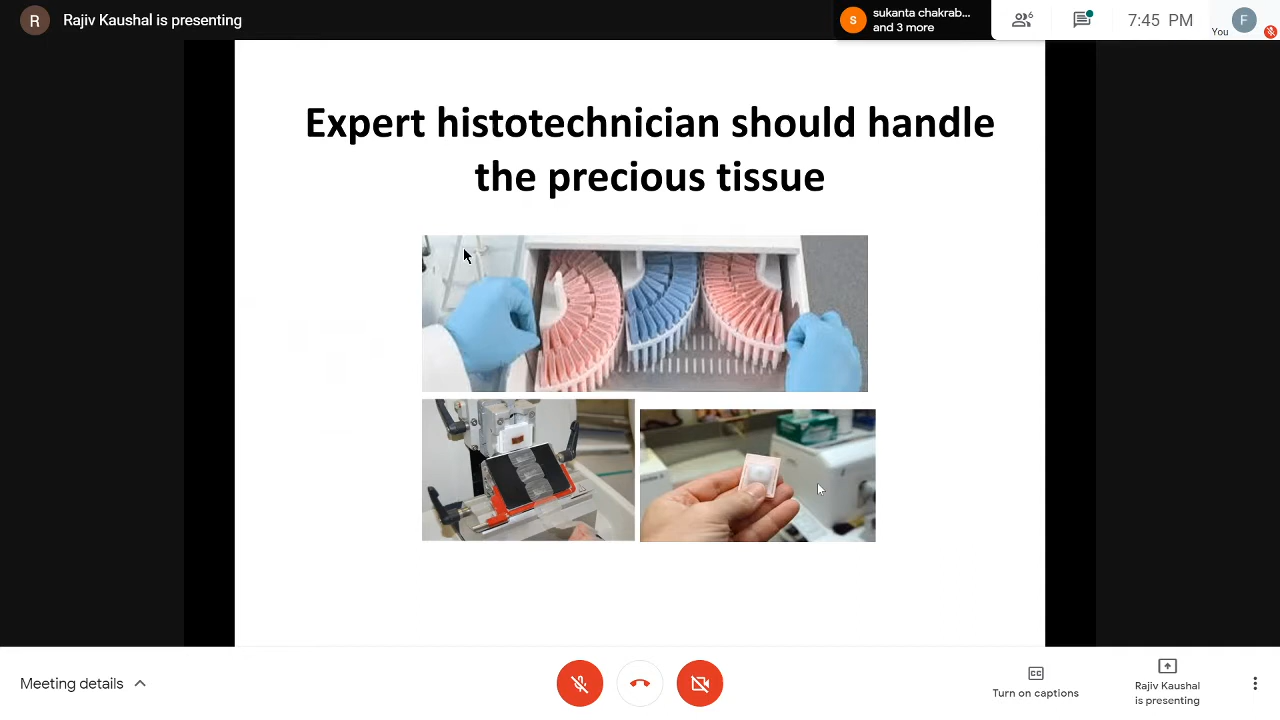 R
Rajiv Kaushal is presenting
S
sukanta chakrab...
and 3 more
6
7:45 PM
You
F
Expert histotechnician should handle
the precious tissue
Meeting details
CC
Turn on captions
Rajiv Kaushal
is presenting